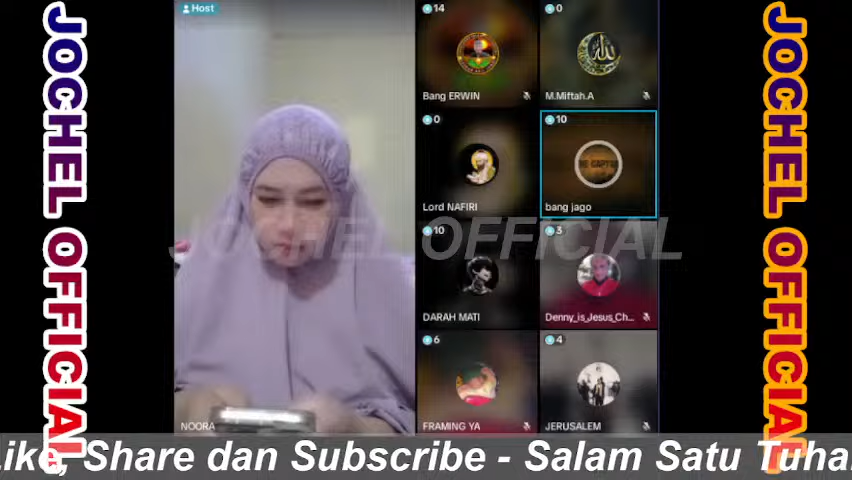 JOCHEL OFFICIAL
Host
14
0
Bang ERWIN
M.Miftah.A
0
10
Lord NAFIRI
bang jago
JOCHEL OFFICIAL
10
3
DARAH MATI
Denny_is_Jesus_Ch...
6
4
NOORA
FRAMING YA
JERUSALEM
JOCHEL OFFICIAL
Like, Share dan Subscribe - Salam Satu Tuha